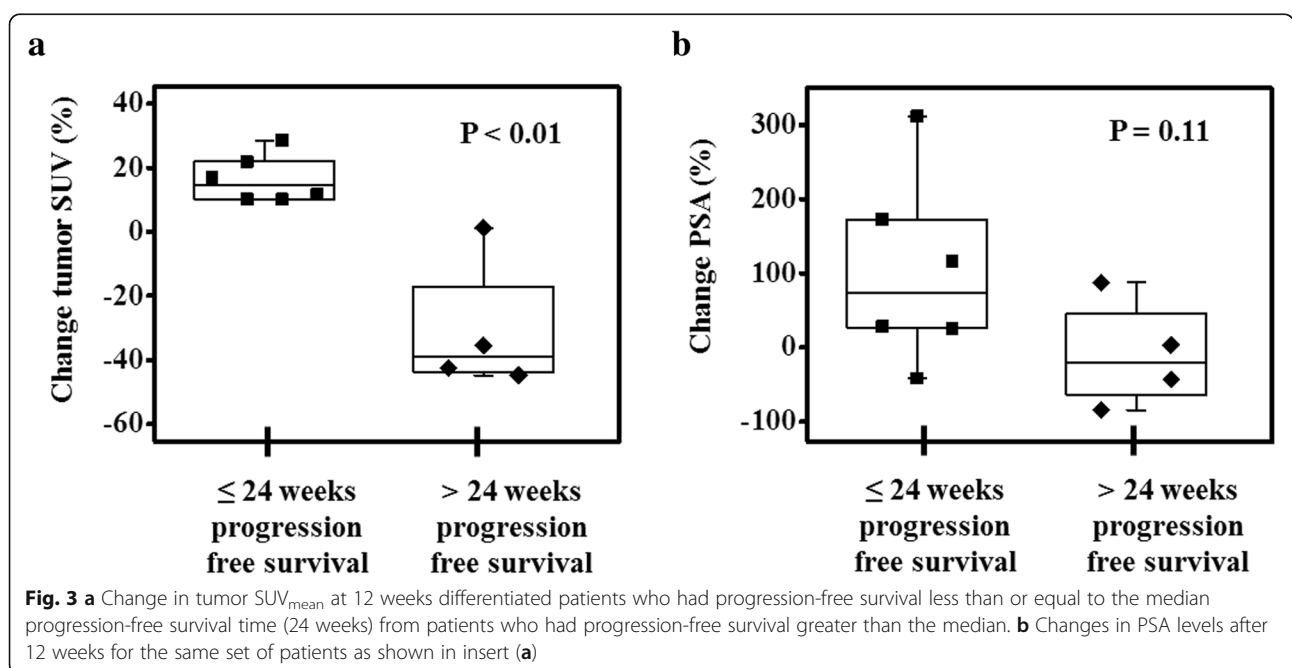 a
Change tumor SUV (%)
40
20
0
-20
-40
-60
P < 0.01
≤ 24 weeks
progression
free survival
> 24 weeks
progression
free survival
b
Change PSA (%)
300
200
100
0
-100
P = 0.11
≤ 24 weeks
progression
free survival
> 24 weeks
progression
free survival
Fig. 3 a Change in tumor SUVmean at 12 weeks differentiated patients who had progression-free survival less than or equal to the median
progression-free survival time (24 weeks) from patients who had progression-free survival greater than the median. b Changes in PSA levels after
12 weeks for the same set of patients as shown in insert (a)